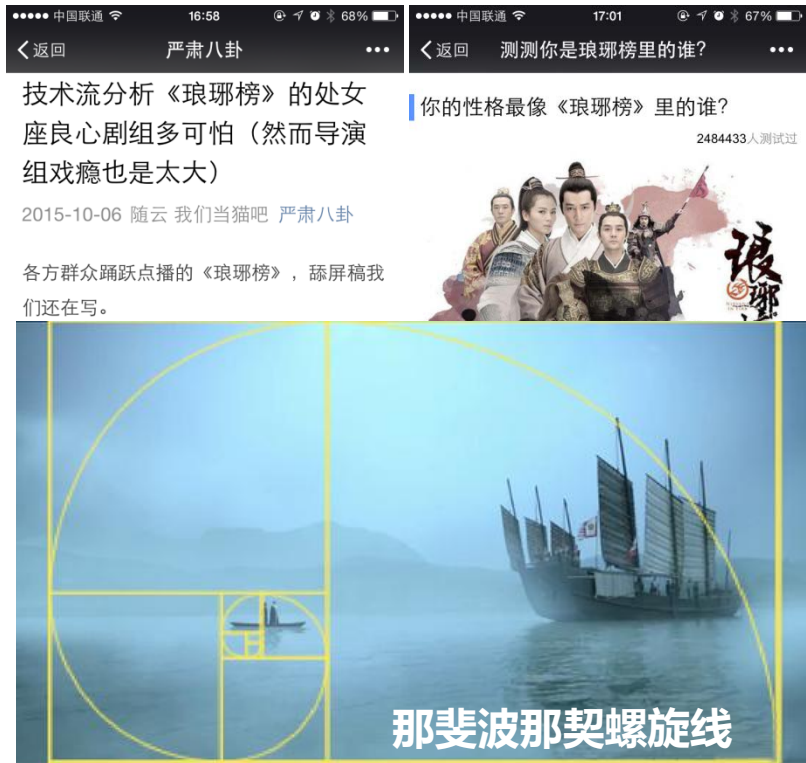 中国联通 16:58 68%
返回 严肃八卦
技术流分析《琅琊榜》的处女
座良心剧组多可怕（然而导演
组戏瘾也是太大）
2015-10-06 随云 我们当猫吧 严肃八卦
各方群众踊跃点播的《琅琊榜》，舔屏稿我
们还在写。
中国联通 17:01 67%
返回 测测你是琅琊榜里的谁?
你的性格最像《琅琊榜》里的谁?
2484433人测试过
琅琊
那斐波那契螺旋线